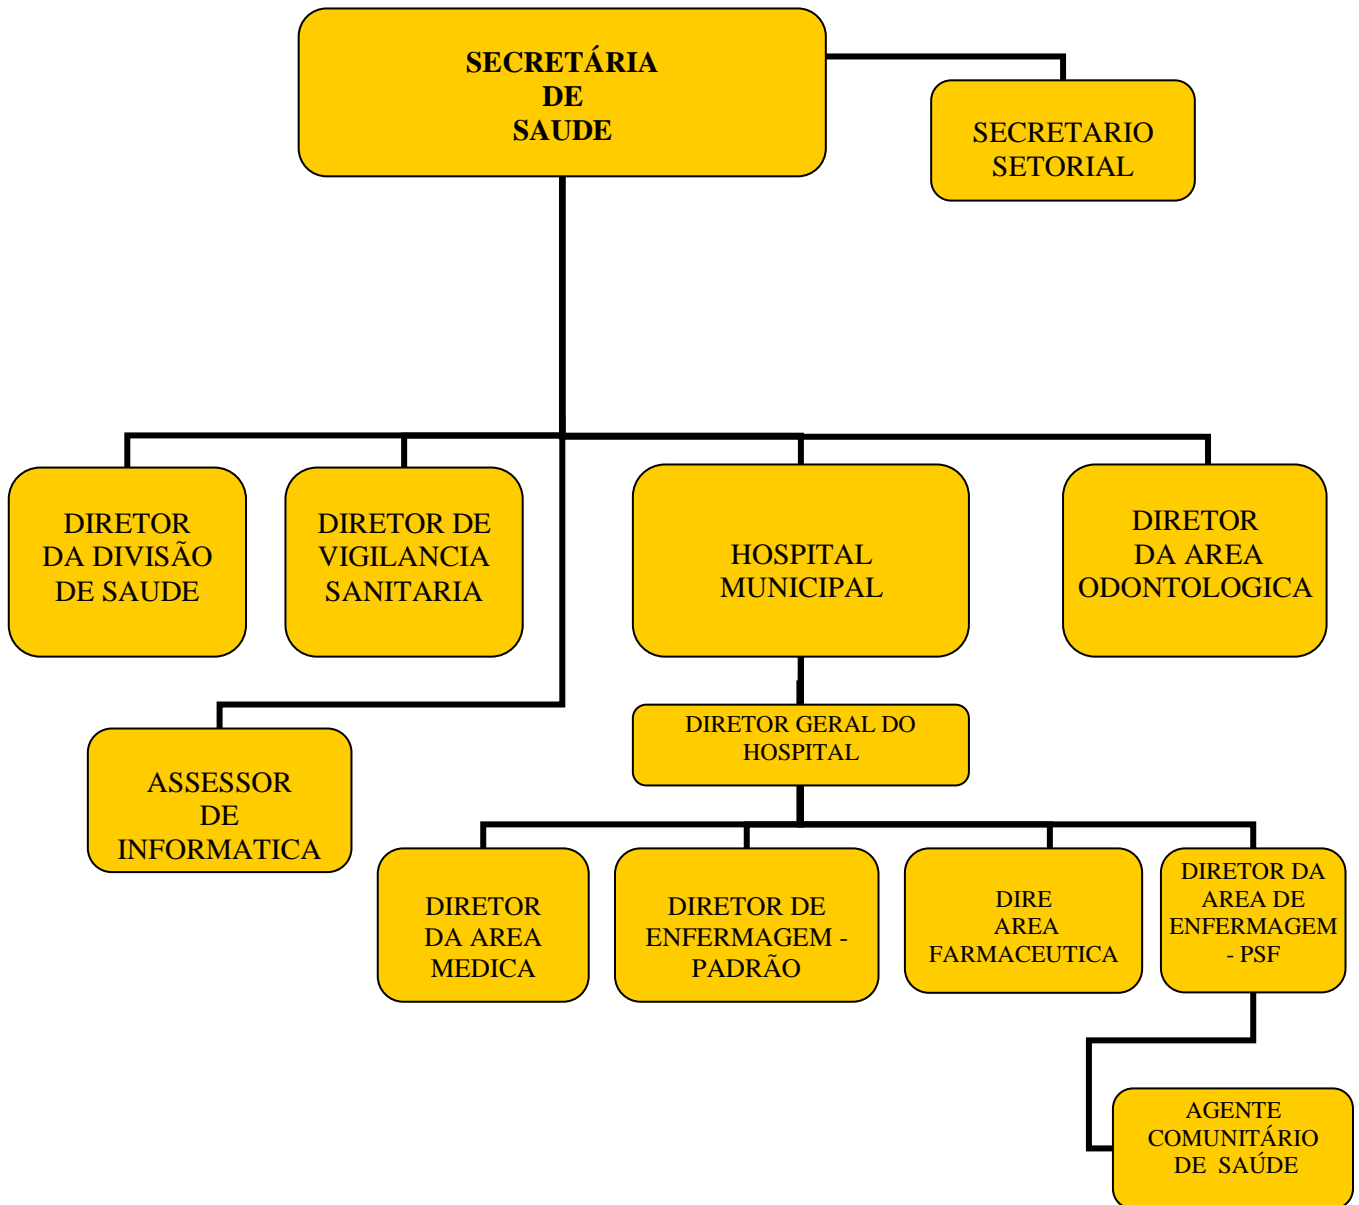 SECRETÁRIA
DE
SAUDE
SECRETARIO
SETORIAL
DIRETOR
DA DIVISÃO
DE SAUDE
DIRETOR DE
VIGILANCIA
SANITARIA
HOSPITAL
MUNICIPAL
DIRETOR
DA AREA
ODONTOLOGICA
ASSESSOR
DE
INFORMATICA
DIRETOR GERAL DO
HOSPITAL
DIRETOR
DA AREA
MEDICA
DIRETOR DE
ENFERMAGEM -
PADRÃO
DIRE
AREA
FARMACEUTICA
DIRETOR DA
AREA DE
ENFERMAGEM
- PSF
AGENTE
COMUNITÁRIO
DE SAÚDE